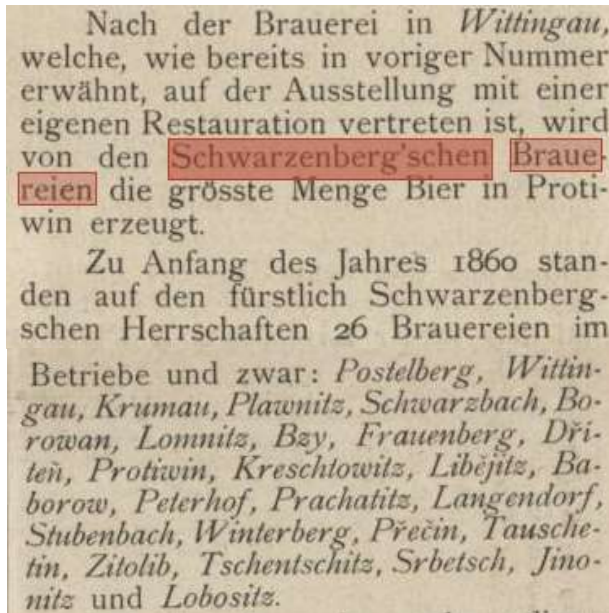 Nach der Brauerei in Wittingau,
welche, wie bereits in voriger Nummer
erwähnt, auf der Ausstellung mit einer
eigenen Restauration vertreten ist, wird
von den Schwarzenberg'schen Braue-
reien die grösste Menge Bier in Proti-
win erzeugt.
Zu Anfang des Jahres 1860 stan-
den auf den fürstlich Schwarzenberg-
schen Herrschaften 26 Brauereien im
Betriebe und zwar: Postelberg, Wittin-
gau, Krumau, Plawnitz, Schwarzbach, Bo-
rowan, Lomnitz, Bzy, Frauenberg, Dři-
teň, Protiwin, Kreschtowitz, Libějitz, Ba-
borow, Peterhof, Prachatitz, Langendorf,
Stubenbach, Winterberg, Přečin, Tausche-
tin, Zitolib, Tschentschitz, Srbetsch, Jino-
nitz und Lobositz.